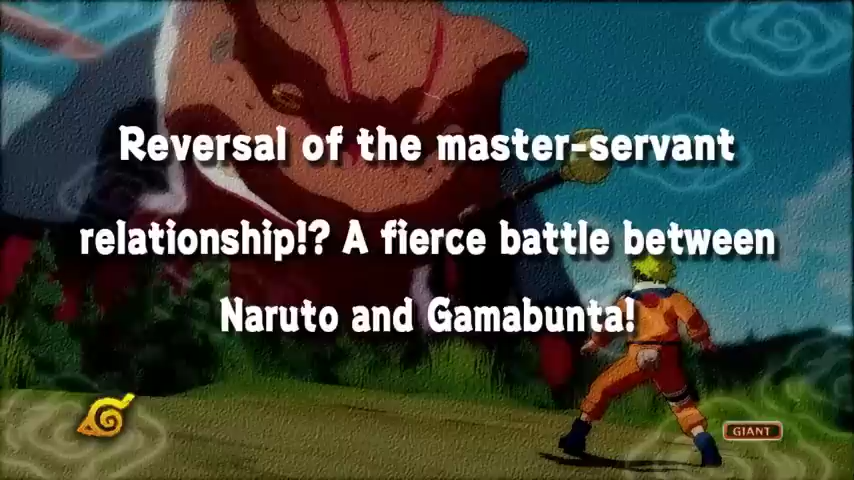 Reversal of the master-servant
relationship!? A fierce battle between
Naruto and Gamabunta!
GIANT